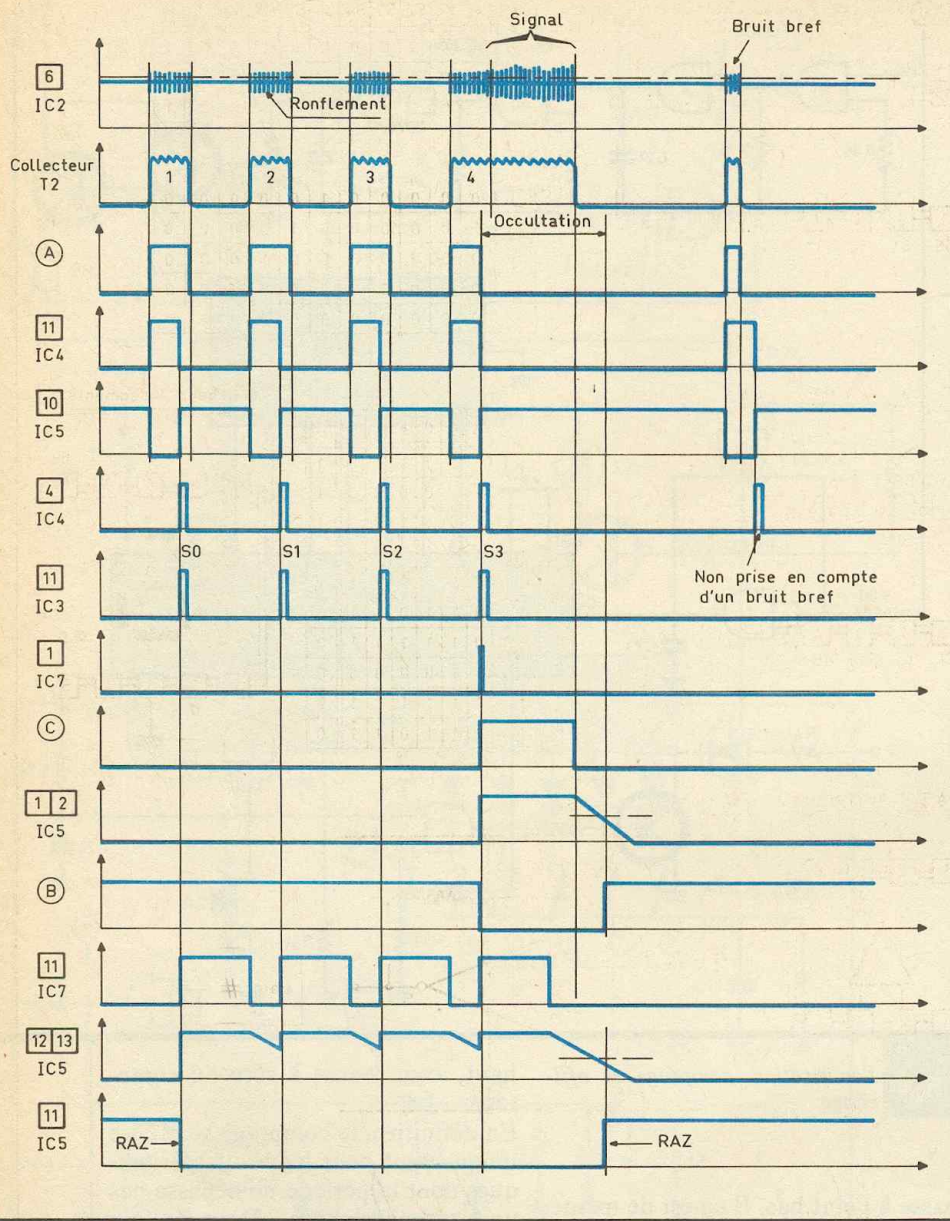 Signal
Bruit bref
6
IC2
Ronflement
Collecteur
T2
1
2
3
4
Occultation
A
11
IC4
10
IC5
4
IC4
S0
S1
S2
S3
Non prise en compte
d'un bruit bref
11
IC3
1
IC7
C
1 2
IC5
B
11
IC7
12 13
IC5
11
IC5
RAZ
RAZ